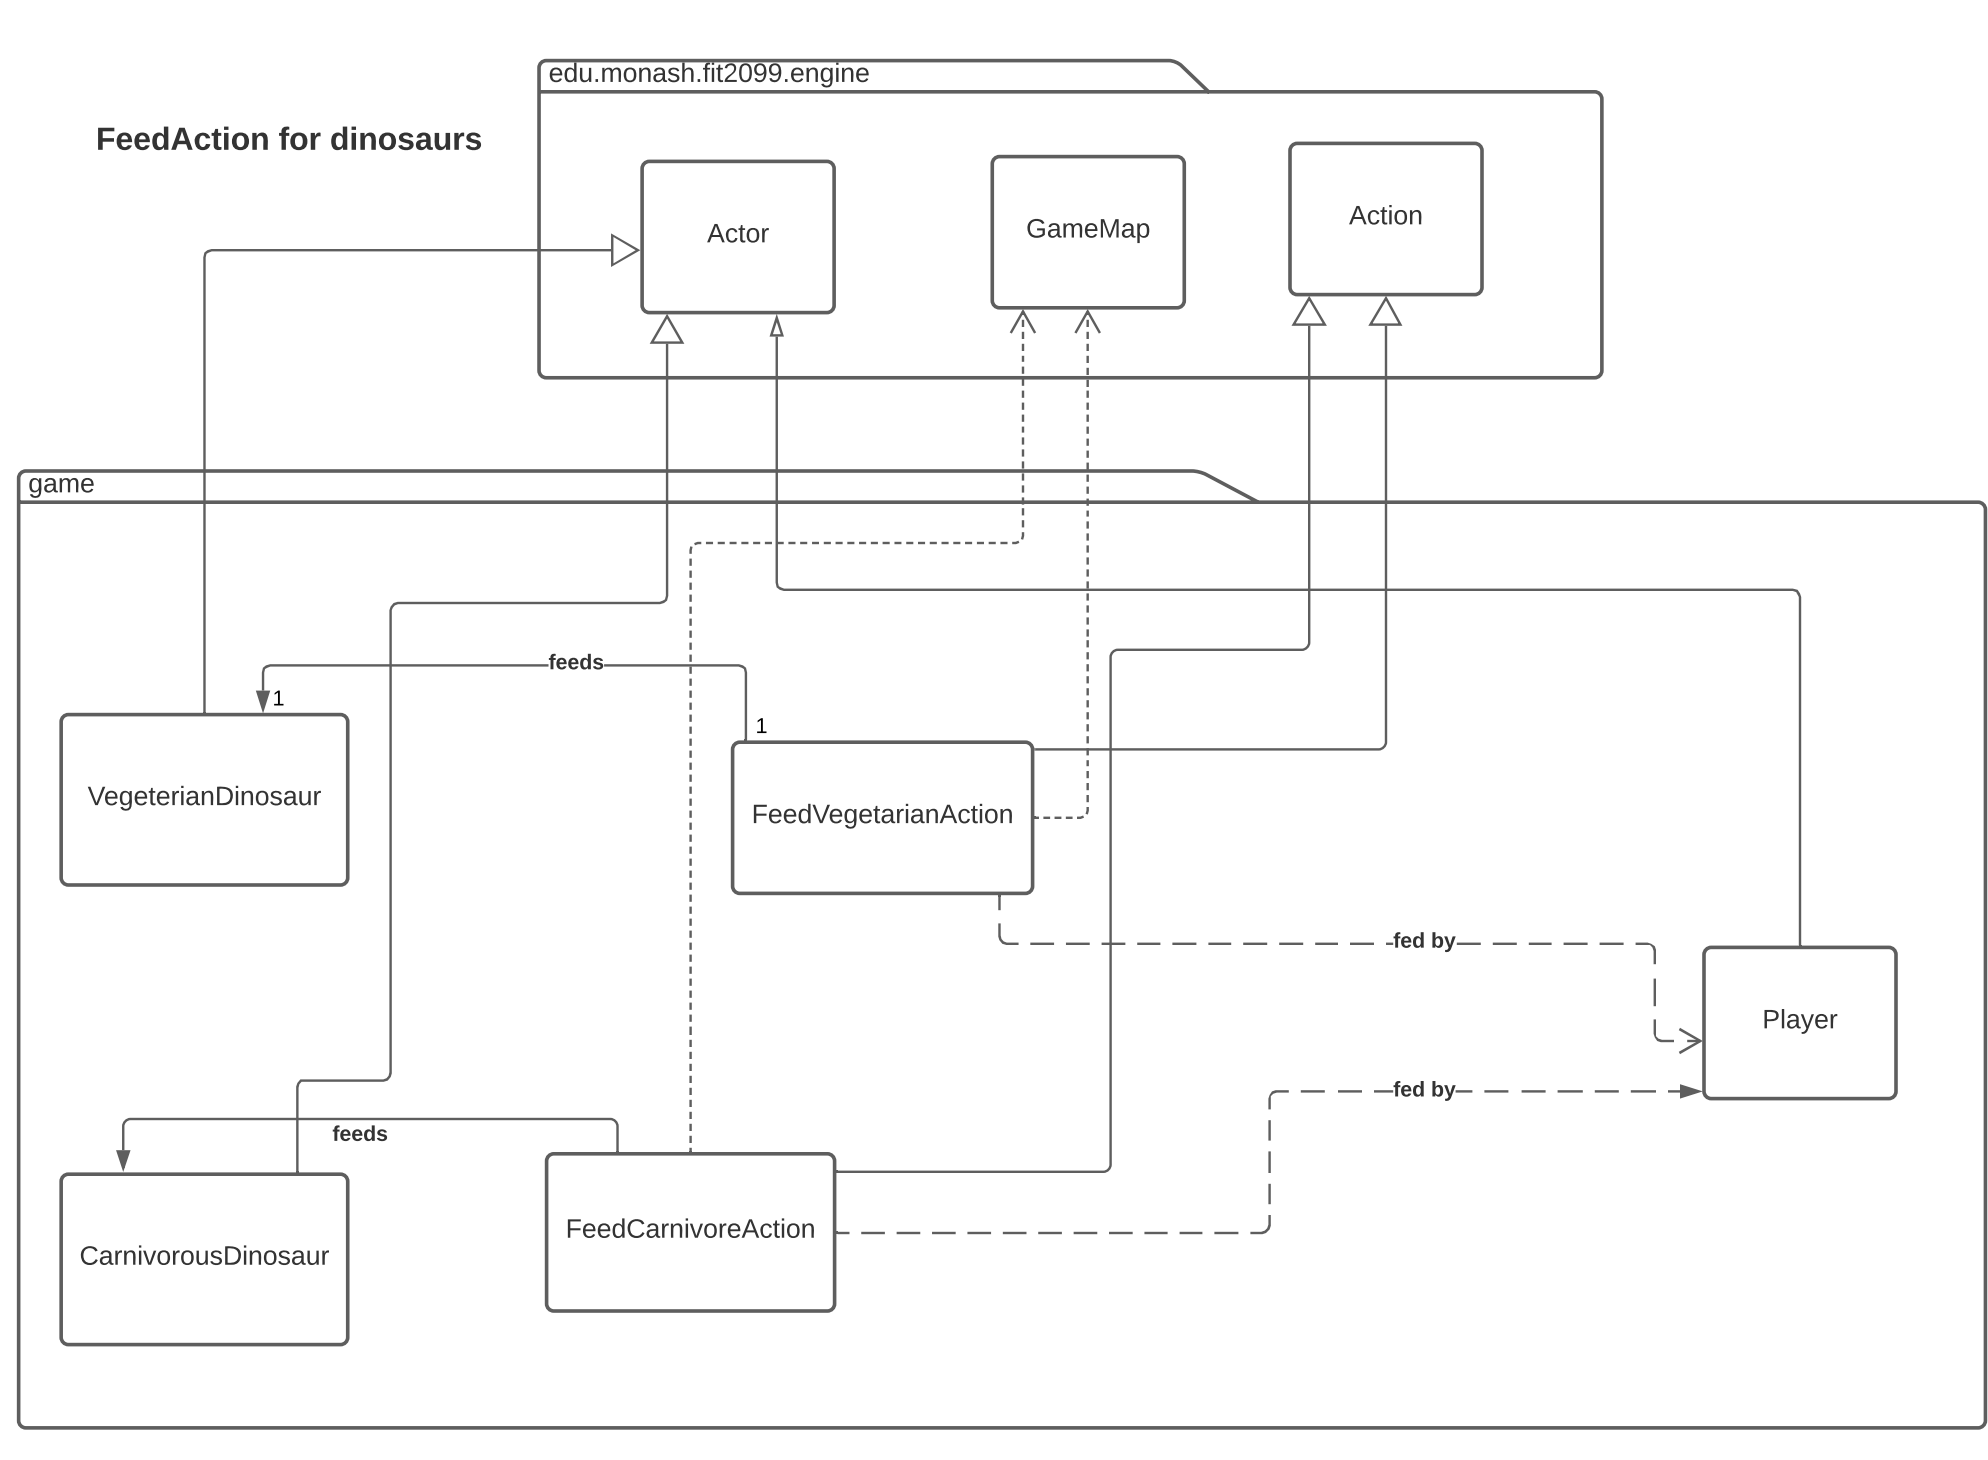 edu.monash.fit2099.engine
FeedAction for dinosaurs
Actor
GameMap
Action
game
feeds
1
1
VegeterianDinosaur
FeedVegetarianAction
fed by
Player
fed by
feeds
FeedCarnivoreAction
CarnivorousDinosaur